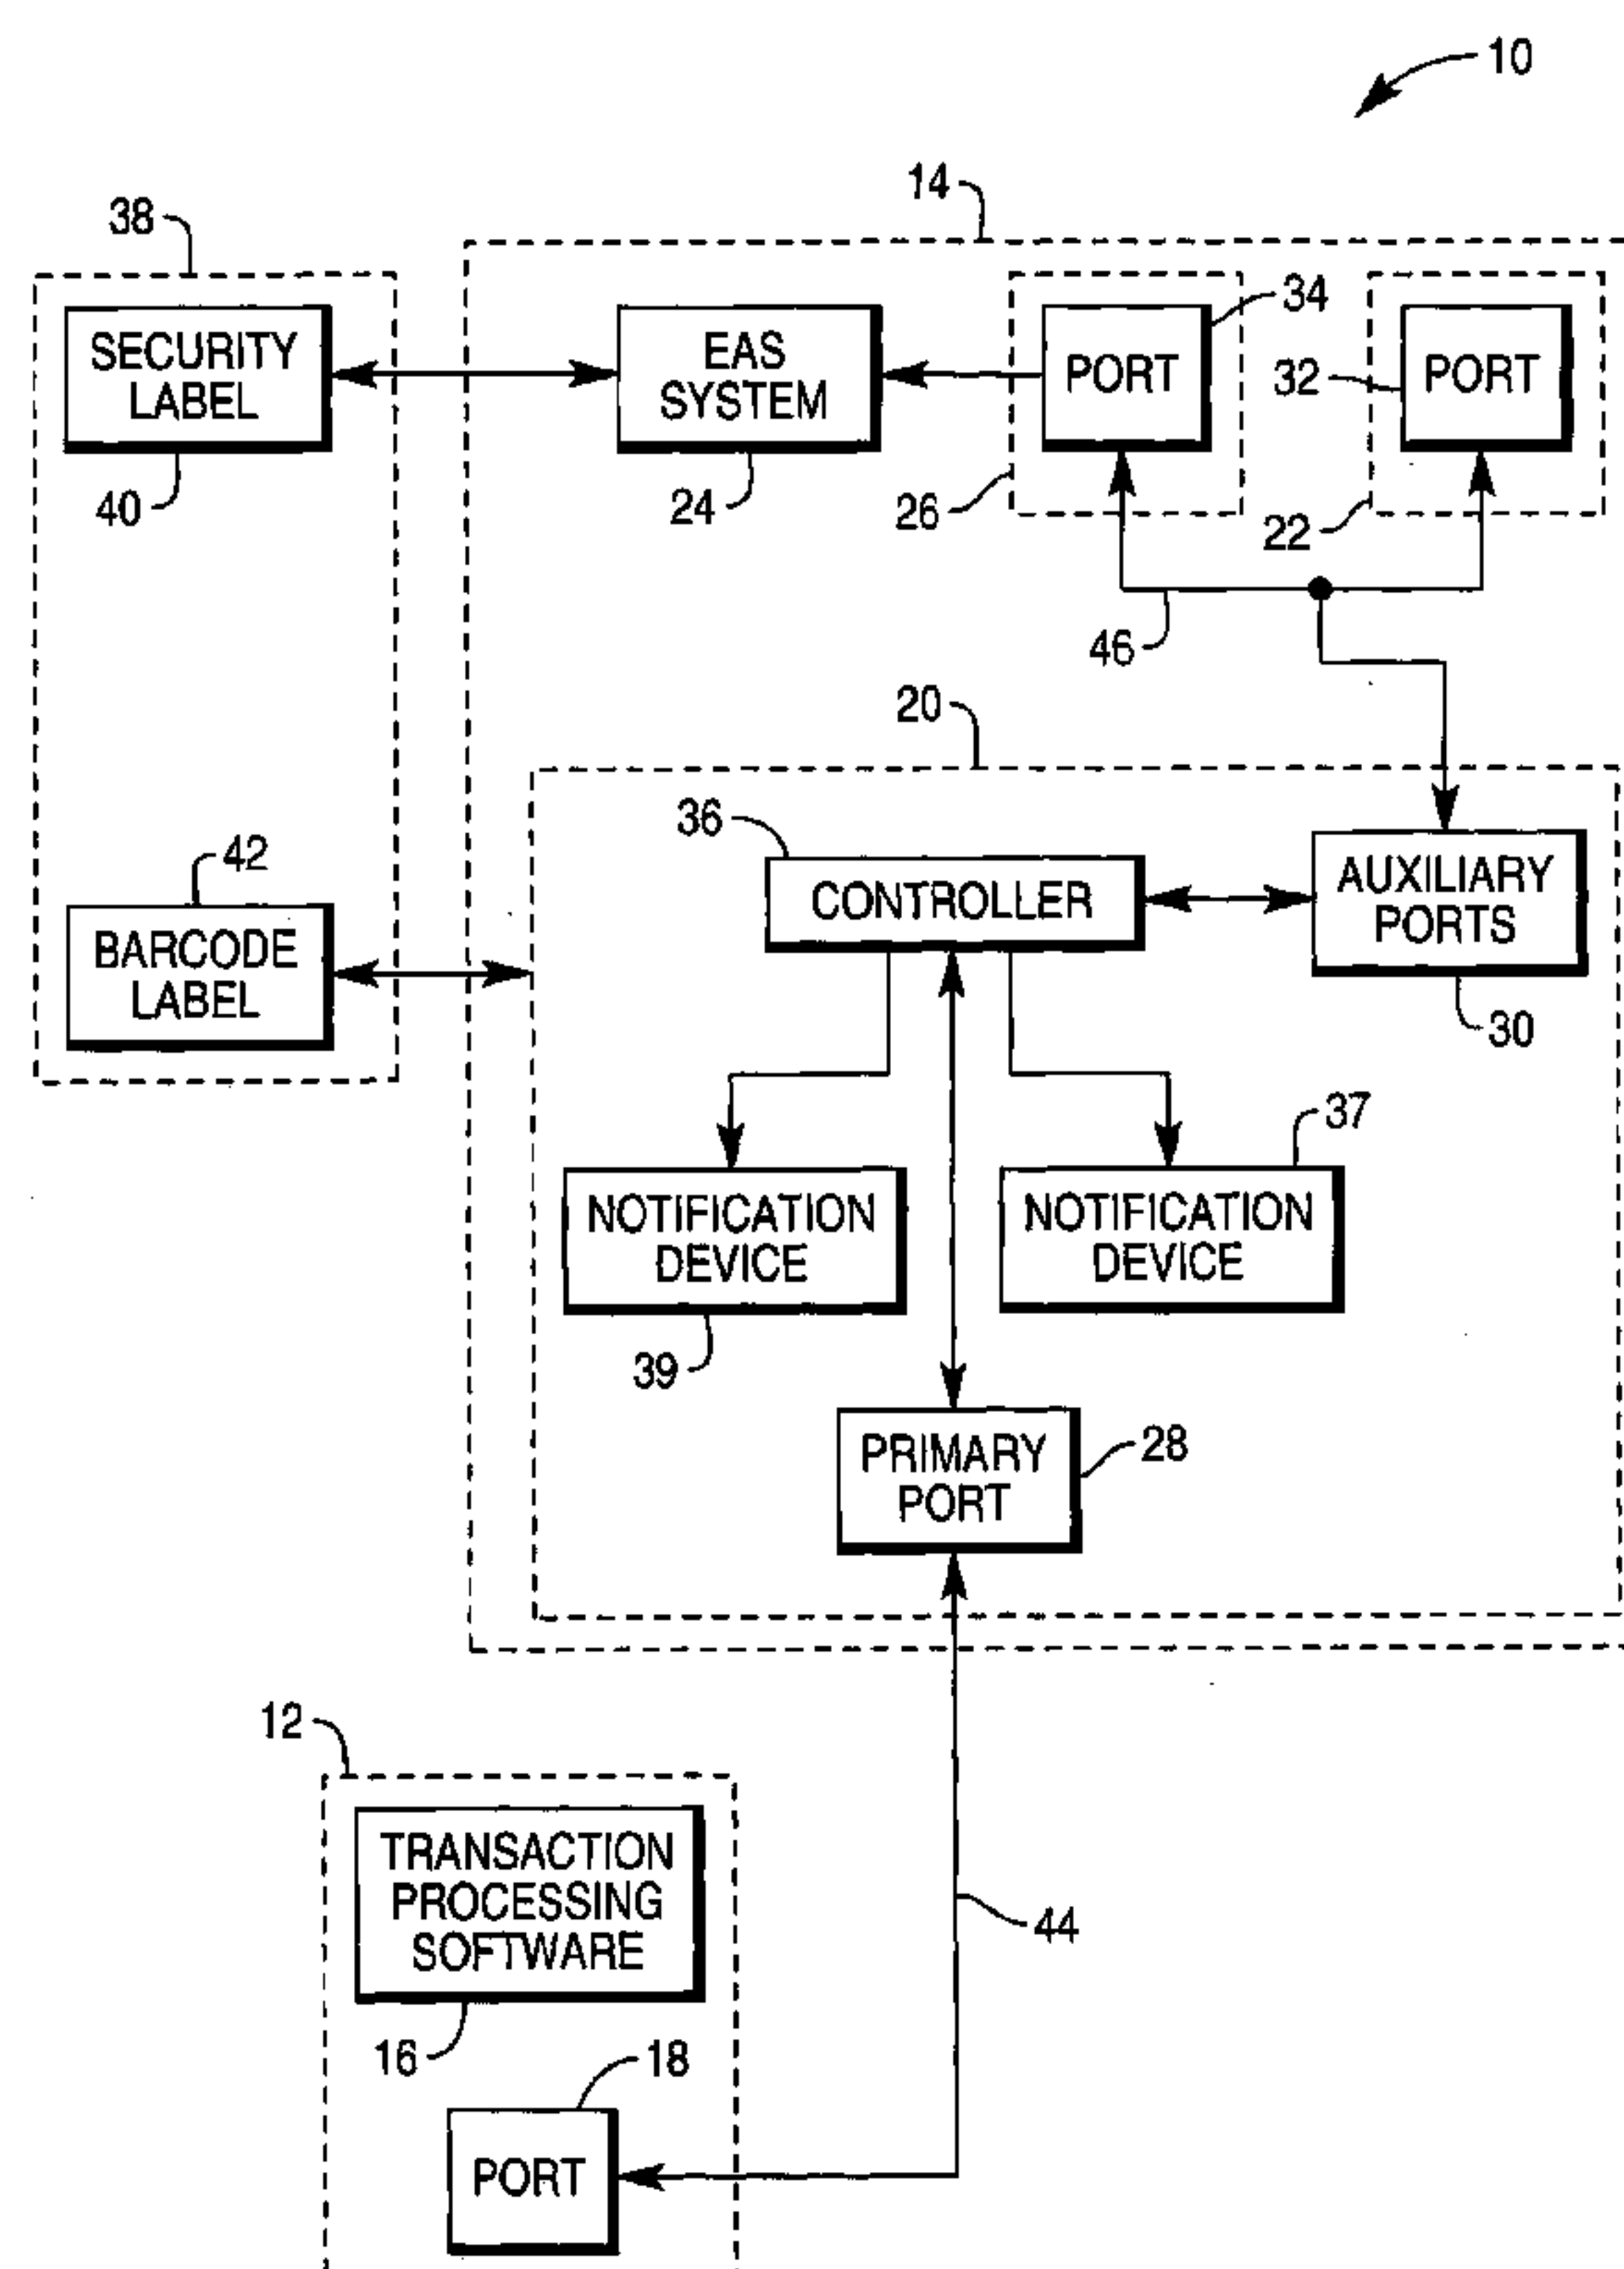 10
14
38
SECURITY
LABEL
40
EAS
SYSTEM
24
PORT
34
26
32
PORT
22
46
20
36
CONTROLLER
AUXILIARY
PORTS
30
42
BARCODE
LABEL
37
NOTIFICATION
DEVICE
39
NOTIFICATION
DEVICE
PRIMARY
PORT
28
12
TRANSACTION
PROCESSING
SOFTWARE
44
16
18
PORT